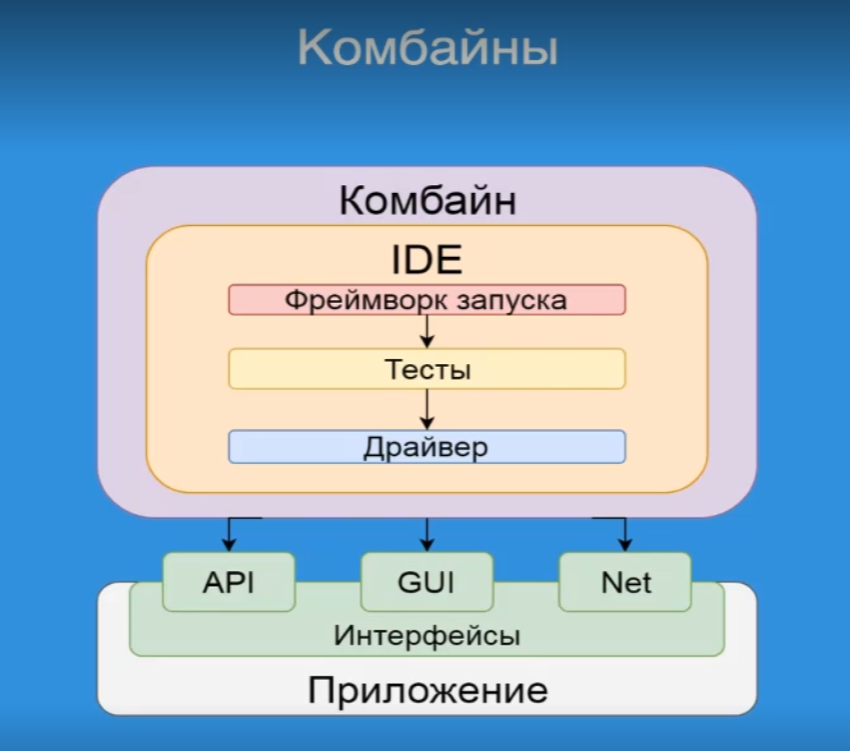 Комбайны
Комбайн
IDE
Фреймворк запуска
Тесты
Драйвер
API GUI Net
Интерфейсы
Приложение